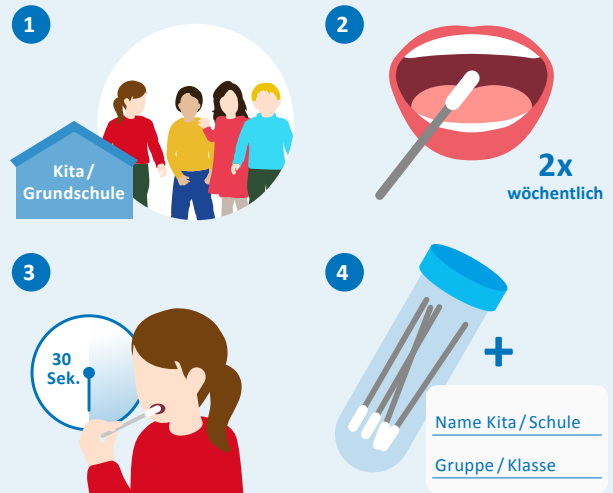 1
Kita/
Grundschule
2
2x
wöchentlich
3
30
Sek.
4
+
Name Kita/Schule
Gruppe/Klasse